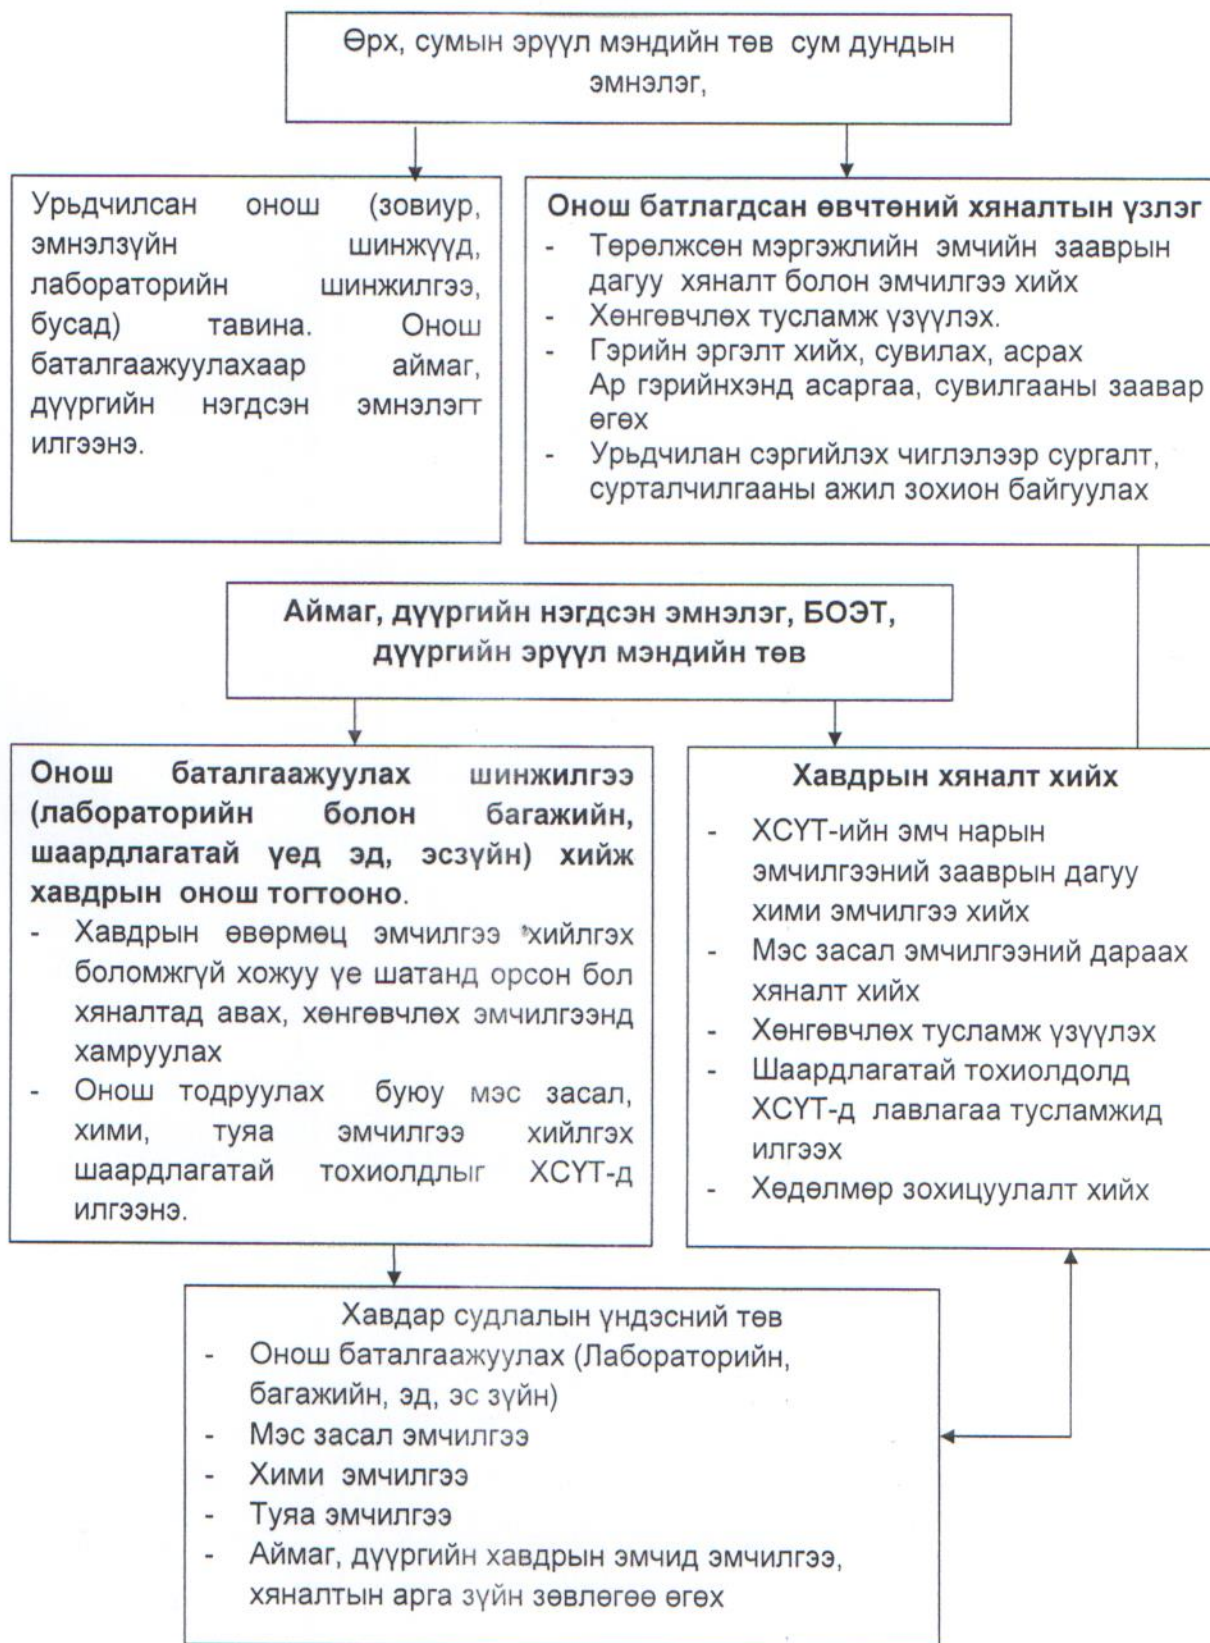 Өрх, сумын эрүүл мэндийн төв сум дундын
эмнэлэг,
Урьдчилсан онош (зовиур,
эмнэлзүйн шинжүүд,
лабораторийн шинжилгээ,
бусад) тавина. Онош
баталгаажуулахаар аймаг,
дүүргийн нэгдсэн эмнэлэгт
илгээнэ.
Онош батлагдсан өвчтөний хяналтын үзлэг
- Төрөлжсөн мэргэжлийн эмчийн зааврын
дагуу хяналт болон эмчилгээ хийх
- Хөнгөвчлөх тусламж үзүүлэх.
- Гэрийн эргэлт хийх, сувилах, асрах
Ар гэрийнхэнд асаргаа, сувилгааны заавар
өгөх
- Урьдчилан сэргийлэх чиглэлээр сургалт,
сурталчилгааны ажил зохион байгуулах
Аймаг, дүүргийн нэгдсэн эмнэлэг, БОЭТ,
дүүргийн эрүүл мэндийн төв
Онош баталгаажуулах шинжилгээ
(лабораторийн болон багажийн,
шаардлагатай үед эд, эсзүйн) хийж
хавдрын онош тогтооно.
- Хавдрын өвөрмөц эмчилгээ хийлгэх
боломжгүй хожуу үе шатанд орсон бол
хяналтад авах, хөнгөвчлөх эмчилгээнд
хамруулах
- Онош тодруулах буюу мэс засал,
хими, туяа эмчилгээ хийлгэх
шаардлагатай тохиолдлыг ХСҮТ-д
илгээнэ.
Хавдрын хяналт хийх
- ХСҮТ-ийн эмч нарын
эмчилгээний зааврын дагуу
хими эмчилгээ хийх
- Мэс засал эмчилгээний дараах
хяналт хийх
- Хөнгөвчлөх тусламж үзүүлэх
- Шаардлагатай тохиолдолд
ХСҮТ-д лавлагаа тусламжид
илгээх
- Хөдөлмөр зохицуулалт хийх
Хавдар судлалын үндэсний төв
- Онош баталгаажуулах (Лабораторийн,
багажийн, эд, эс зүйн)
- Мэс засал эмчилгээ
- Хими эмчилгээ
- Туяа эмчилгээ
- Аймаг, дүүргийн хавдрын эмчид эмчилгээ,
хяналтын арга зүйн зөвлөгөө өгөх